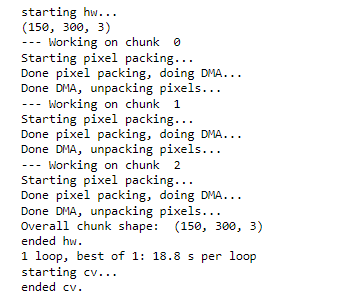 starting hw...
(150, 300, 3)
--- Working on chunk  0
Starting pixel packing...
Done pixel packing, doing DMA...
Done DMA, unpacking pixels...
--- Working on chunk  1
Starting pixel packing...
Done pixel packing, doing DMA...
Done DMA, unpacking pixels...
--- Working on chunk  2
Starting pixel packing...
Done pixel packing, doing DMA...
Done DMA, unpacking pixels...
Overall chunk shape:  (150, 300, 3)
ended hw.
1 loop, best of 1: 18.8 s per loop
starting cv...
ended cv.